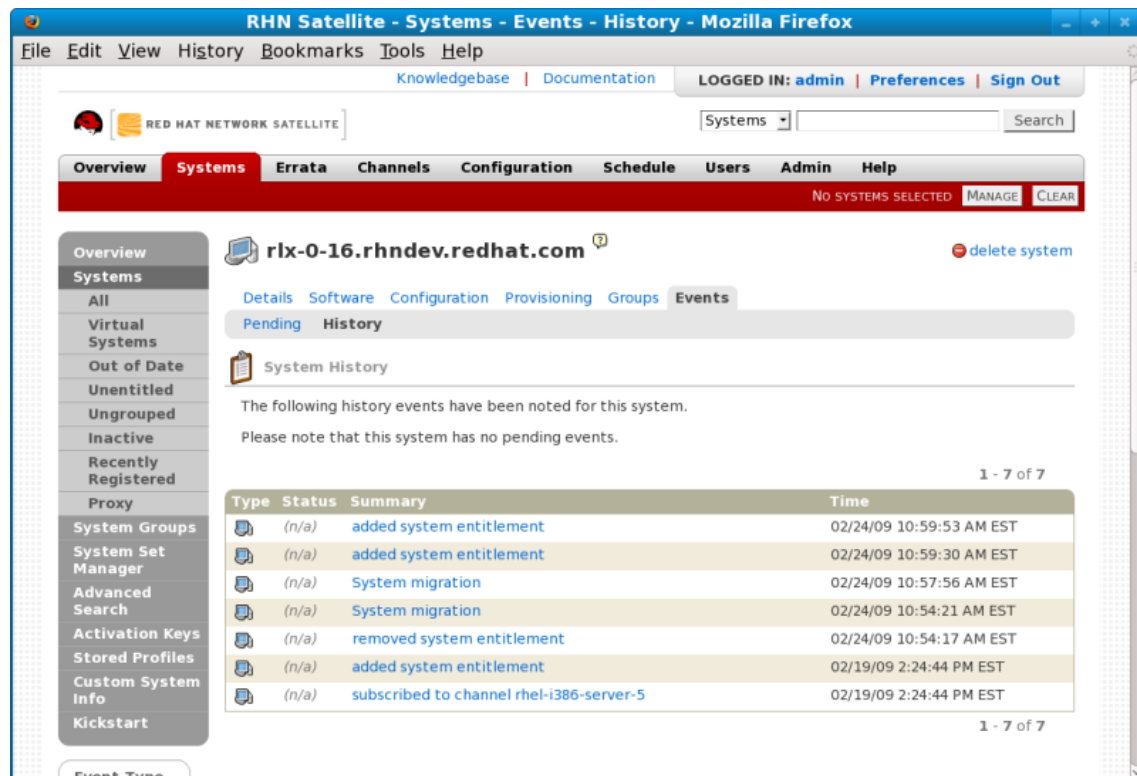 RHN Satellite - Systems - Events - History - Mozilla Firefox
File Edit View History Bookmarks Tools Help
Knowledgebase | Documentation LOGGED IN: admin | Preferences | Sign Out
RED HAT NETWORK SATELLITE
Systems Search
Overview Systems Errata Channels Configuration Schedule Users Admin Help
NO SYSTEMS SELECTED MANAGE CLEAR
Overview
Systems
All
Virtual
Systems
Out of Date
Unentitled
Ungrouped
Inactive
Recently
Registered
Proxy
System Groups
System Set
Manager
Advanced
Search
Activation Keys
Stored Profiles
Custom System
Info
Kickstart
Event Type
rlx-0-16.rhndev.redhat.com ? delete system
Details Software Configuration Provisioning Groups Events
Pending History
System History
The following history events have been noted for this system.
Please note that this system has no pending events.
1 - 7 of 7
Type Status Summary Time
(n/a) added system entitlement 02/24/09 10:59:53 AM EST
(n/a) added system entitlement 02/24/09 10:59:30 AM EST
(n/a) System migration 02/24/09 10:57:56 AM EST
(n/a) System migration 02/24/09 10:54:21 AM EST
(n/a) removed system entitlement 02/24/09 10:54:17 AM EST
(n/a) added system entitlement 02/19/09 2:24:44 PM EST
(n/a) subscribed to channel rhel-i386-server-5 02/19/09 2:24:44 PM EST
1 - 7 of 7